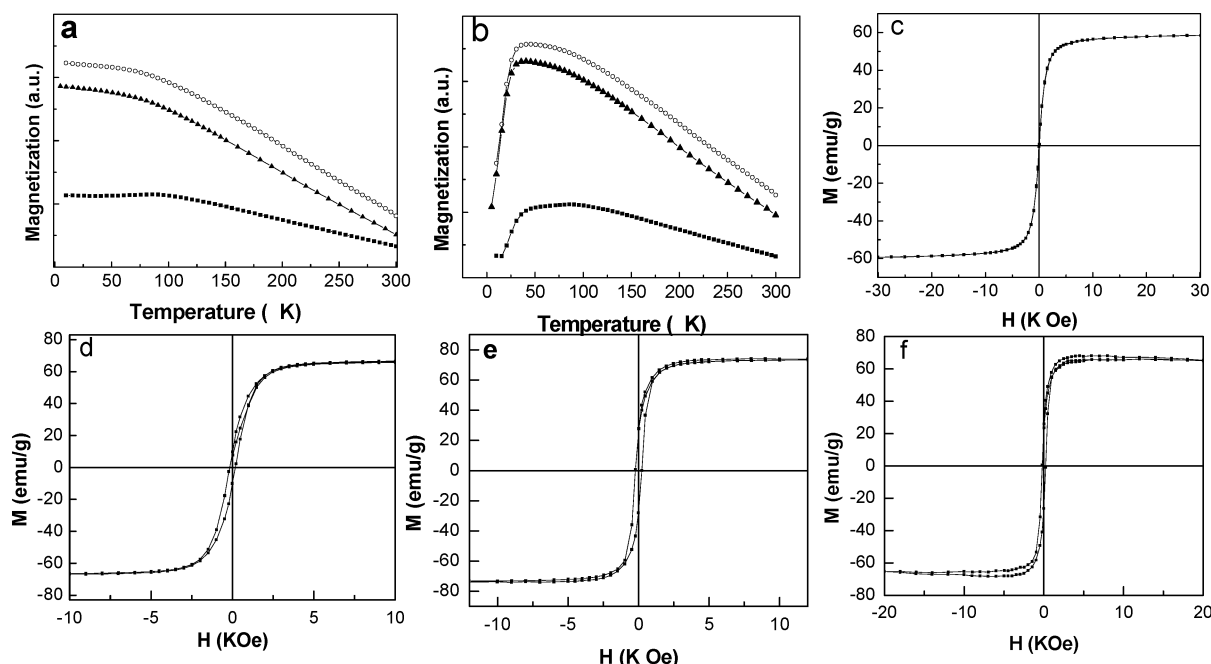 a
Magnetization (a.u.)
0 50 100 150 200 250 300
Temperature ( K)
b
Magnetization (a.u.)
0 50 100 150 200 250 300
Temperature ( K)
c
M (emu/g)
60
40
20
0
-20
-40
-60
-30 -20 -10 0 10 20 30
H (K Oe)
d
M (emu/g)
80
60
40
20
0
-20
-40
-60
-80
-10 -5 0 5 10
H (KOe)
e
M (emu/g)
80
60
40
20
0
-20
-40
-60
-80
-10 -5 0 5 10
H (K Oe)
f
M (emu/g)
80
60
40
20
0
-20
-40
-60
-80
-20 -10 0 10 20
H (KOe)